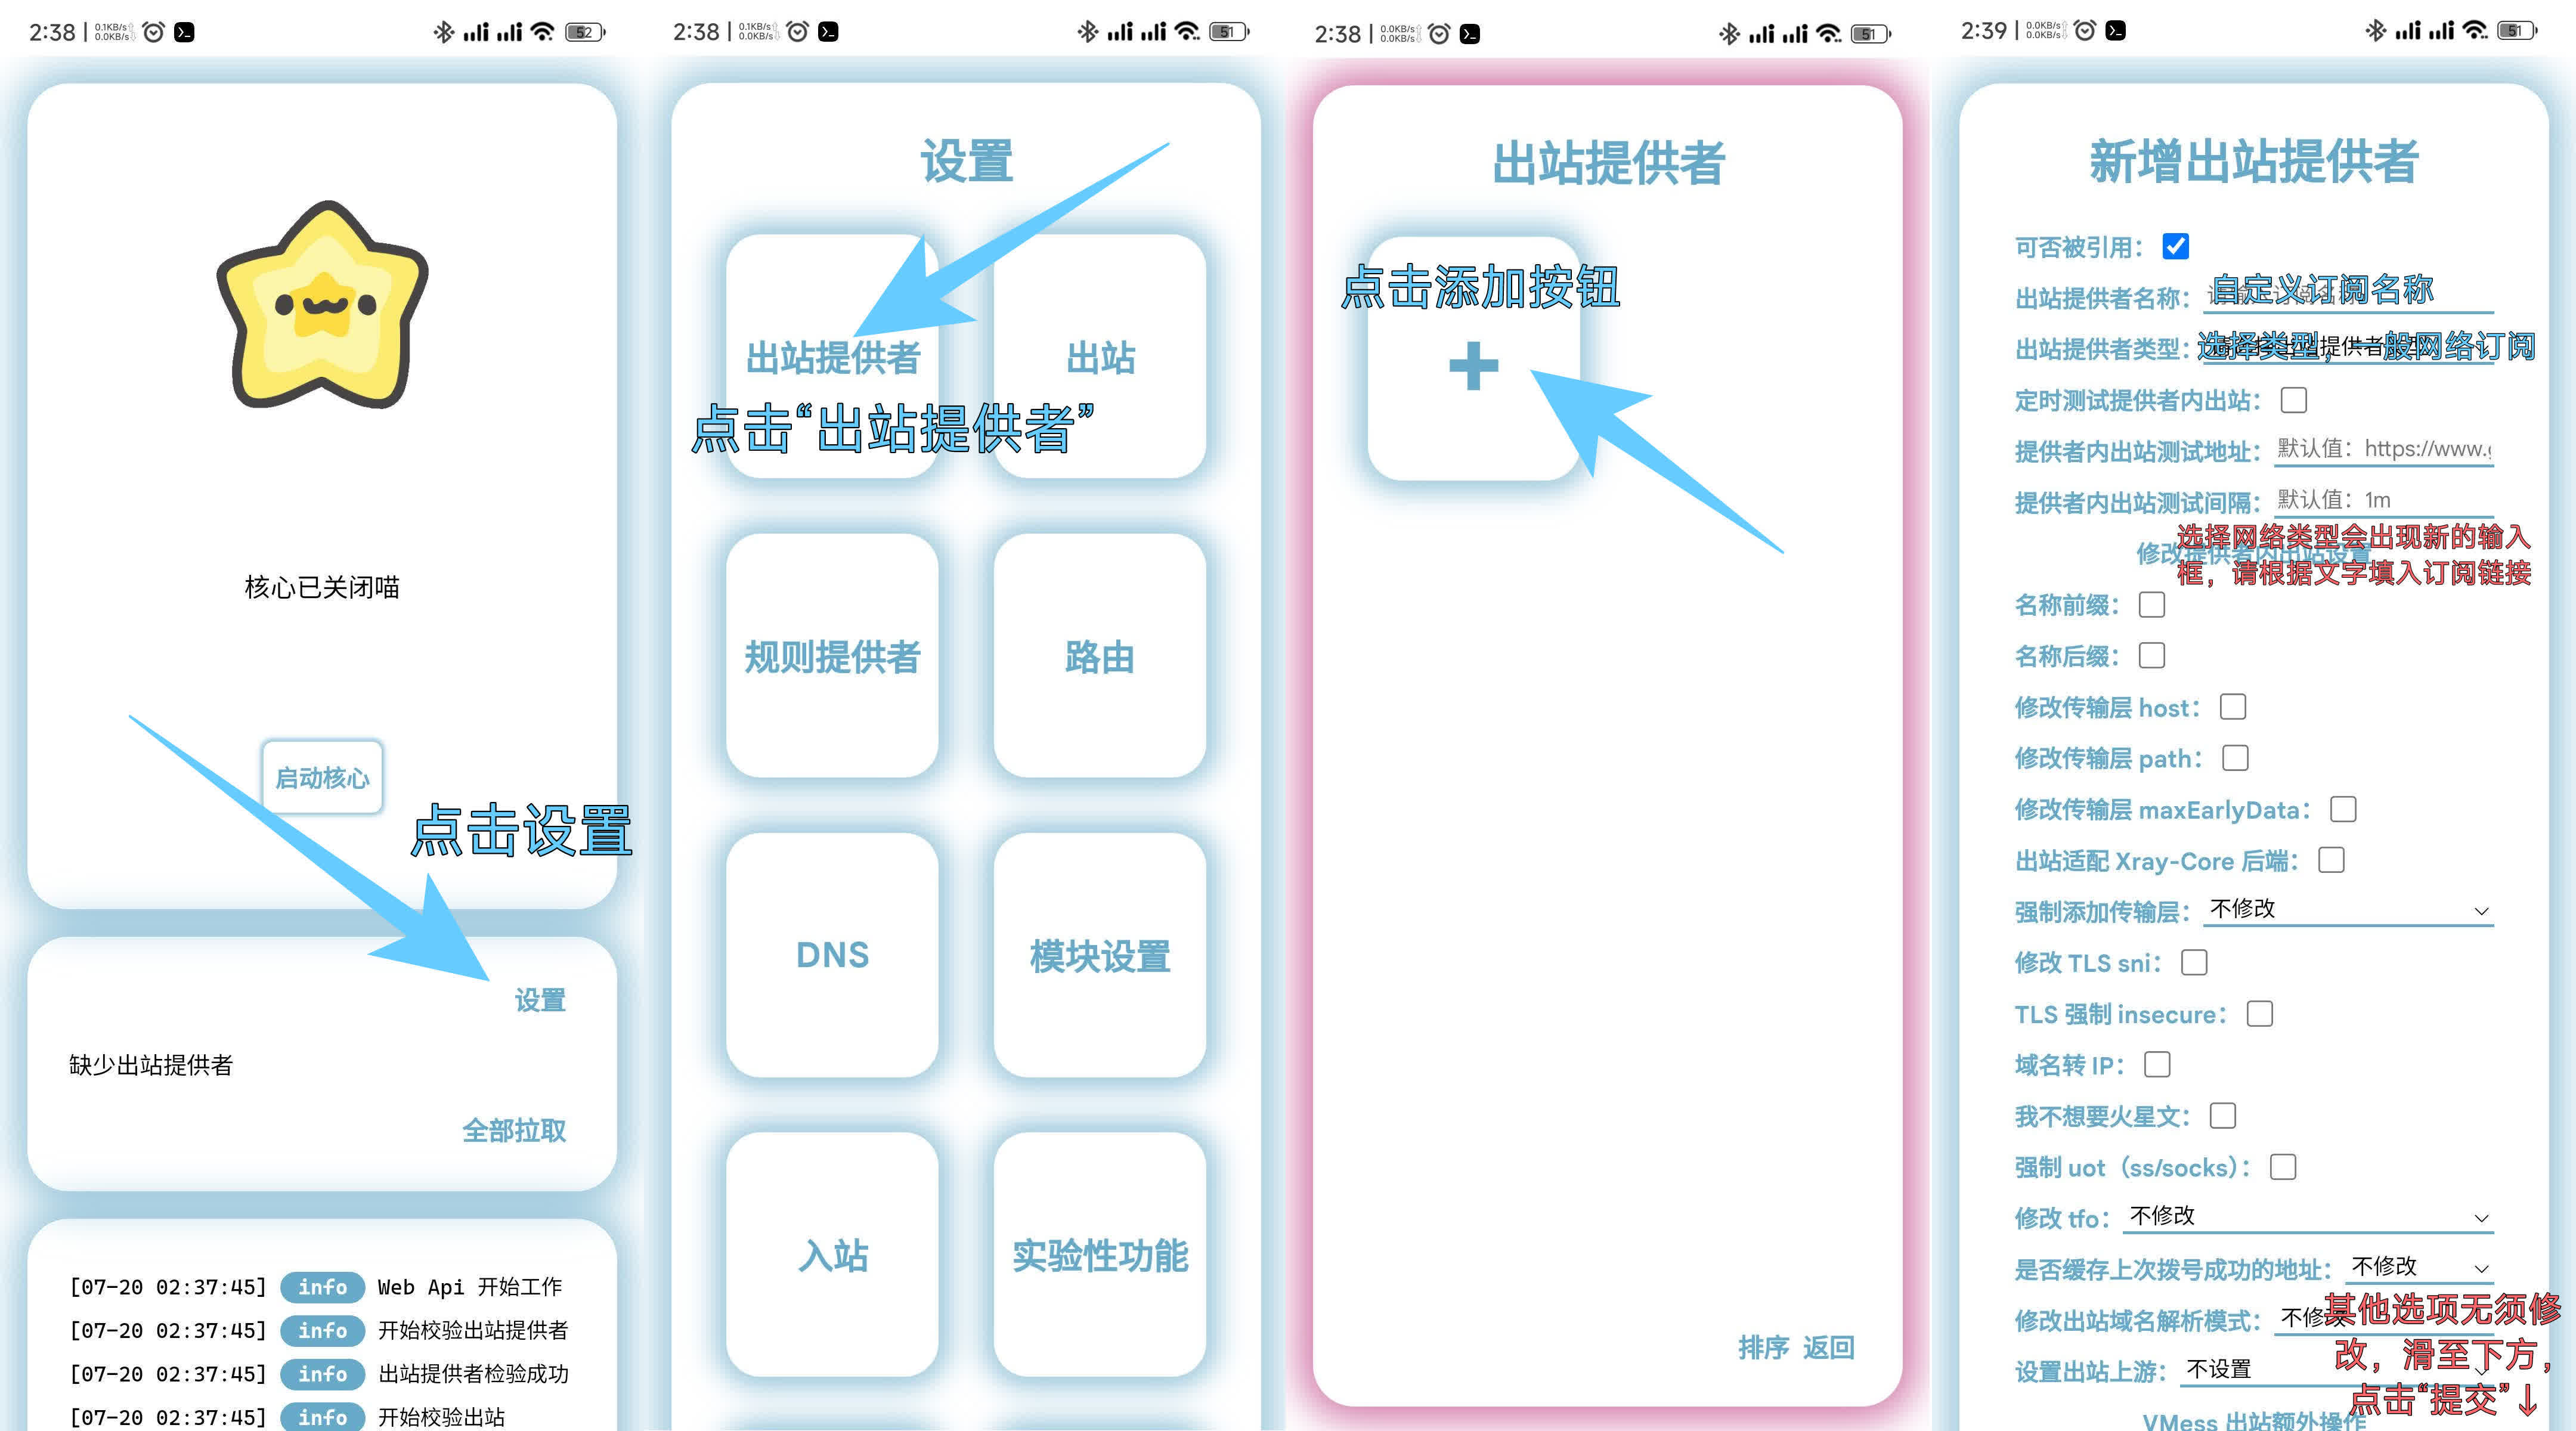 2:38
0.1KB/s
0.0KB/s
52
核心已关闭喵
启动核心
点击设置
设置
缺少出站提供者
全部拉取
[07-20 02:37:45] info Web Api 开始工作
[07-20 02:37:45] info 开始校验出站提供者
[07-20 02:37:45] info 出站提供者检验成功
[07-20 02:37:45] info 开始校验出站
2:38
0.1KB/s
0.0KB/s
51
设置
出站提供者
出站
点击“出站提供者”
规则提供者
路由
DNS
模块设置
入站
实验性功能
2:38
0.0KB/s
0.0KB/s
51
出站提供者
点击添加按钮
排序 返回
2:39
0.0KB/s
0.0KB/s
51
新增出站提供者
可否被引用：
出站提供者名称：
自定义订阅名称
出站提供者类型：
选择类型，一般网络订阅
定时测试提供者内出站：
提供者内出站测试地址： 默认值：https://www.
提供者内出站测试间隔： 默认值：1m
选择网络类型会出现新的输入
修改提供者内出站设置
框，请根据文字填入订阅链接
名称前缀：
名称后缀：
修改传输层 host：
修改传输层 path：
修改传输层 maxEarlyData：
出站适配 Xray-Core 后端：
强制添加传输层： 不修改
修改 TLS sni：
TLS 强制 insecure：
域名转 IP：
我不想要火星文：
强制 uot（ss/socks）：
修改 tfo： 不修改
是否缓存上次拨号成功的地址： 不修改
修改出站域名解析模式： 不修改
其他选项无须修
改，滑至下方，
设置出站上游： 不设置
点击“提交”↓
VMess 出站额外操作